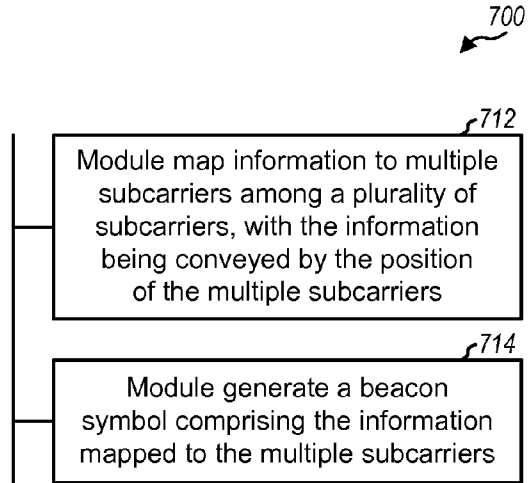 700
712
Module map information to multiple
subcarriers among a plurality of
subcarriers, with the information
being conveyed by the position
of the multiple subcarriers
714
Module generate a beacon
symbol comprising the information
mapped to the multiple subcarriers